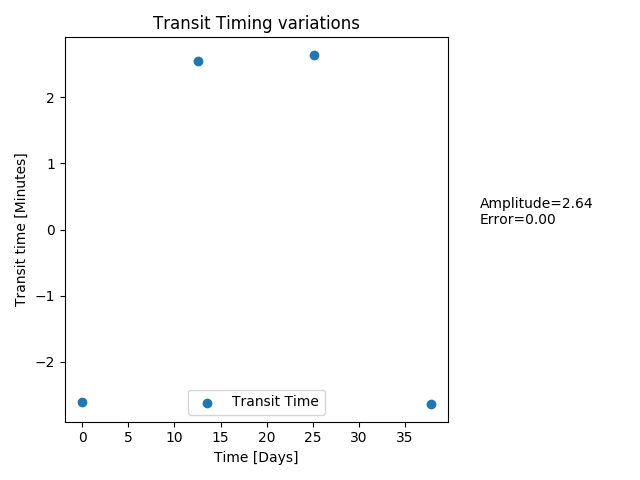 Transit Timing variations
Transit time [Minutes]
2
1
0
−1
−2
Amplitude=2.64
Error=0.00
Transit Time
0 5 10 15 20 25 30 35
Time [Days]